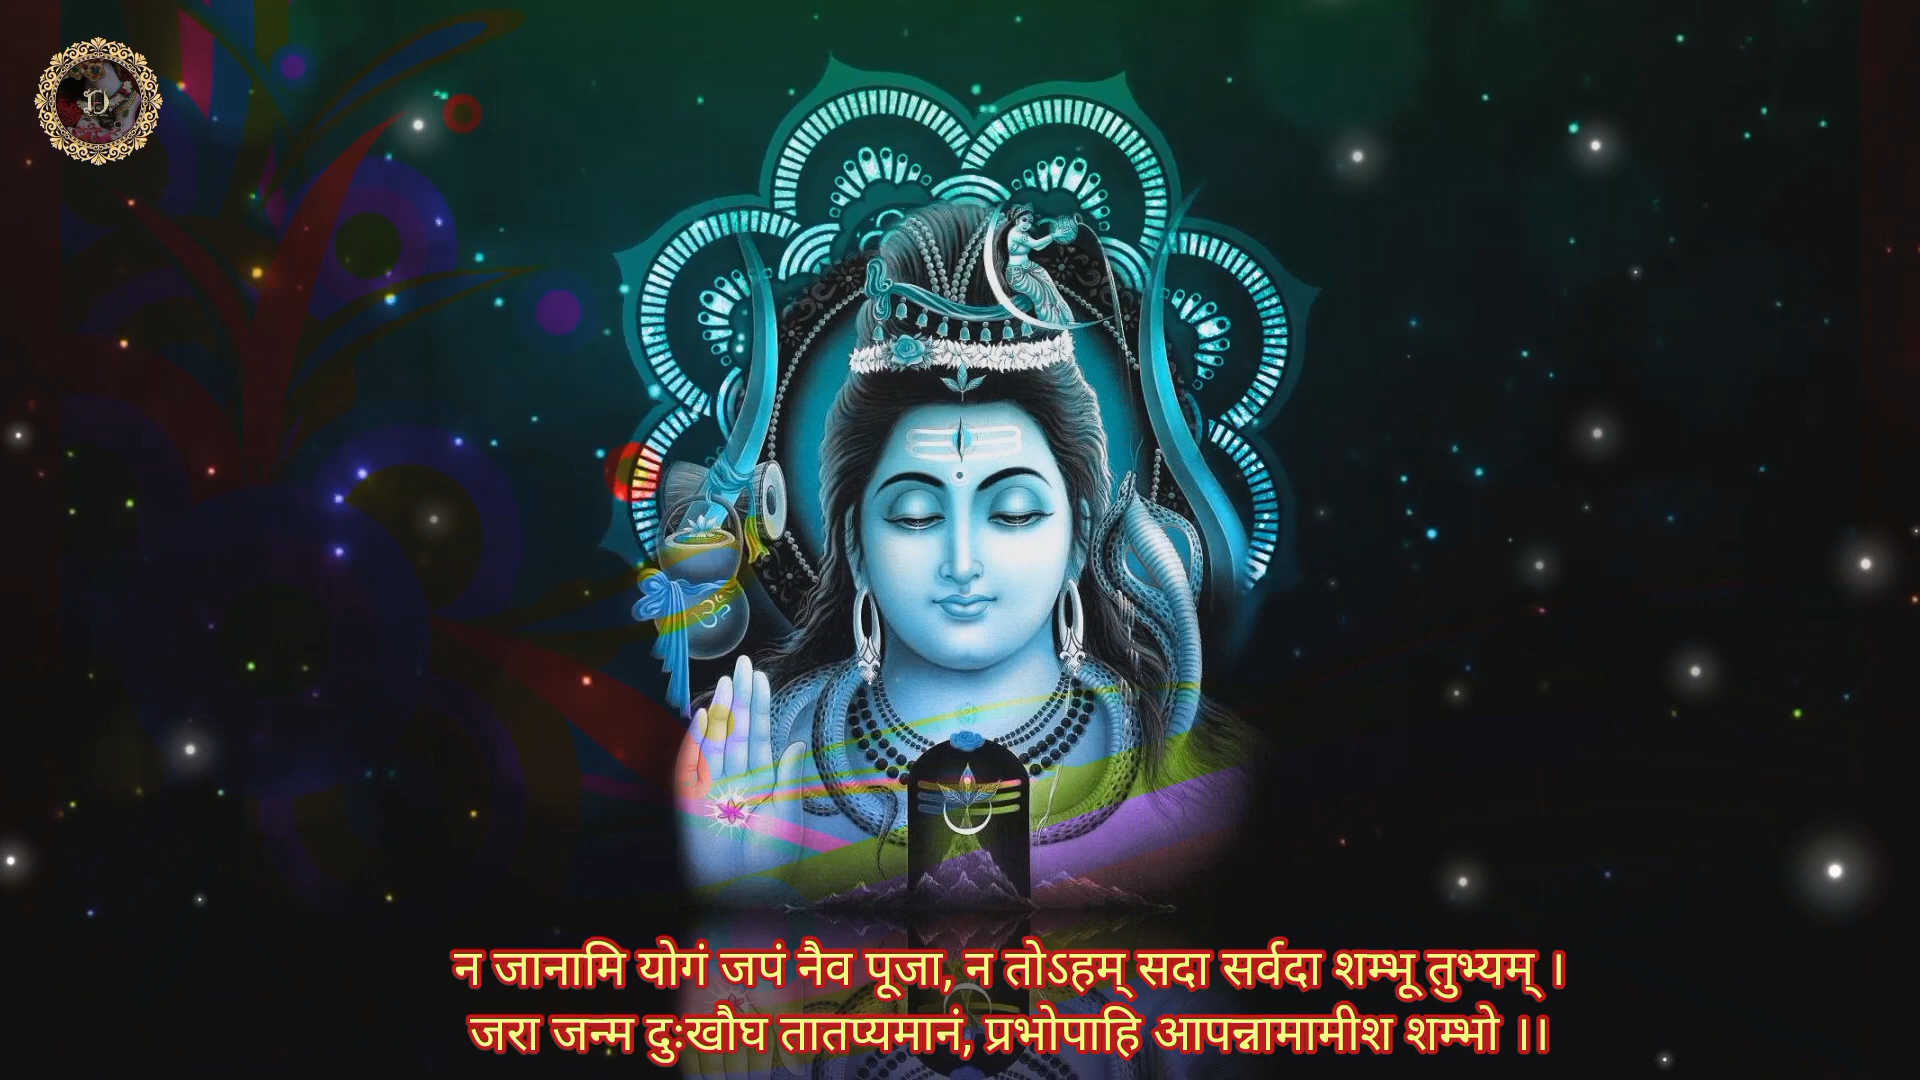 D
न जानामि योगं जपं नैव पूजा, न तोऽहम् सदा सर्वदा शम्भू तुभ्यम् ।
जरा जन्म दुःखौघ तातप्यमानं, प्रभोपाहि आपन्नामामीश शम्भो ।।